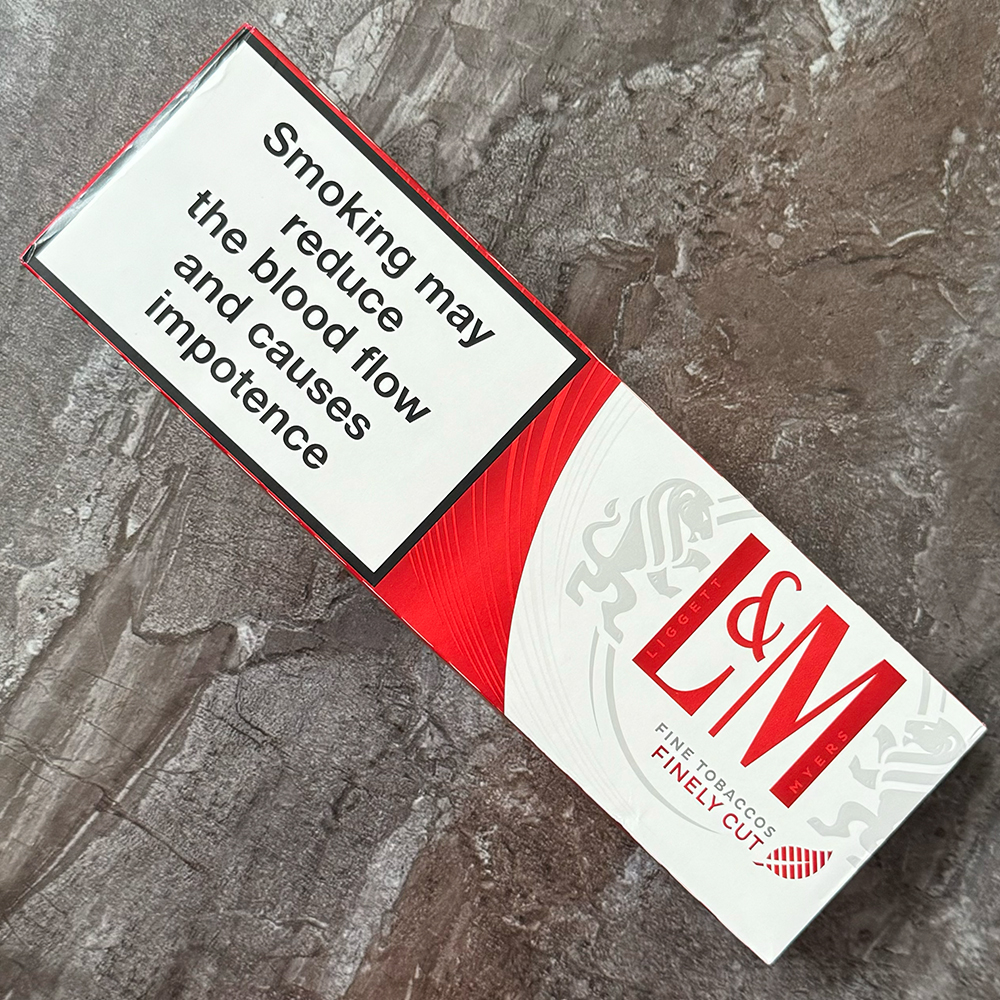 Smoking may
reduce
the blood flow
and causes
impotence
L&M
LIGGETT
MYERS
FINE TOBACCOS
FINELY CUT